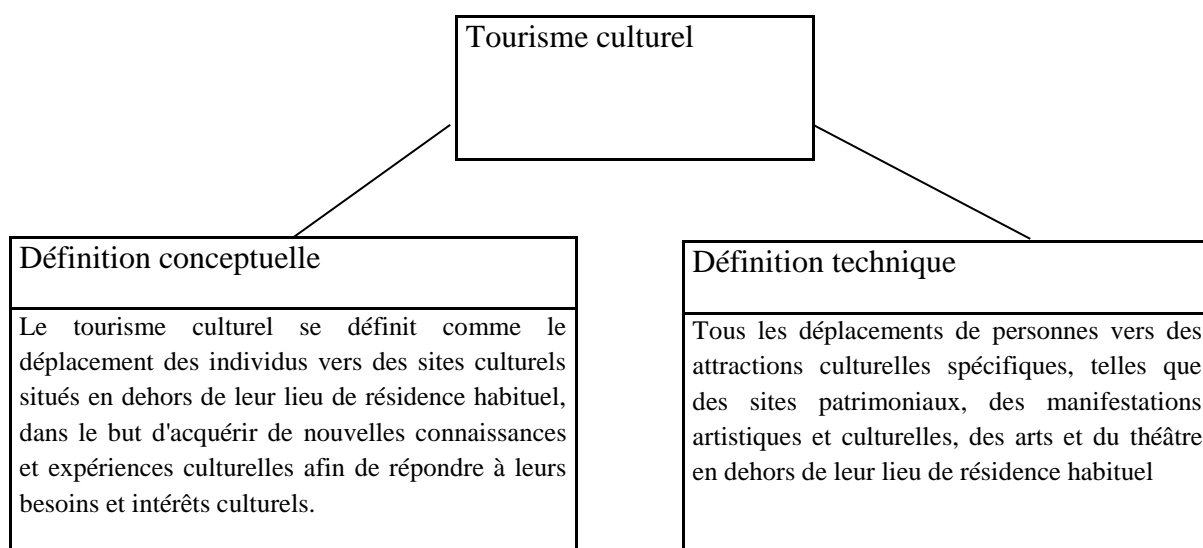 Tourisme culturel
Définition conceptuelle
Le tourisme culturel se définit comme le
déplacement des individus vers des sites culturels
situés en dehors de leur lieu de résidence habituel,
dans le but d'acquérir de nouvelles connaissances
et expériences culturelles afin de répondre à leurs
besoins et intérêts culturels.
Définition technique
Tous les déplacements de personnes vers des
attractions culturelles spécifiques, telles que
des sites patrimoniaux, des manifestations
artistiques et culturelles, des arts et du théâtre
en dehors de leur lieu de résidence habituel